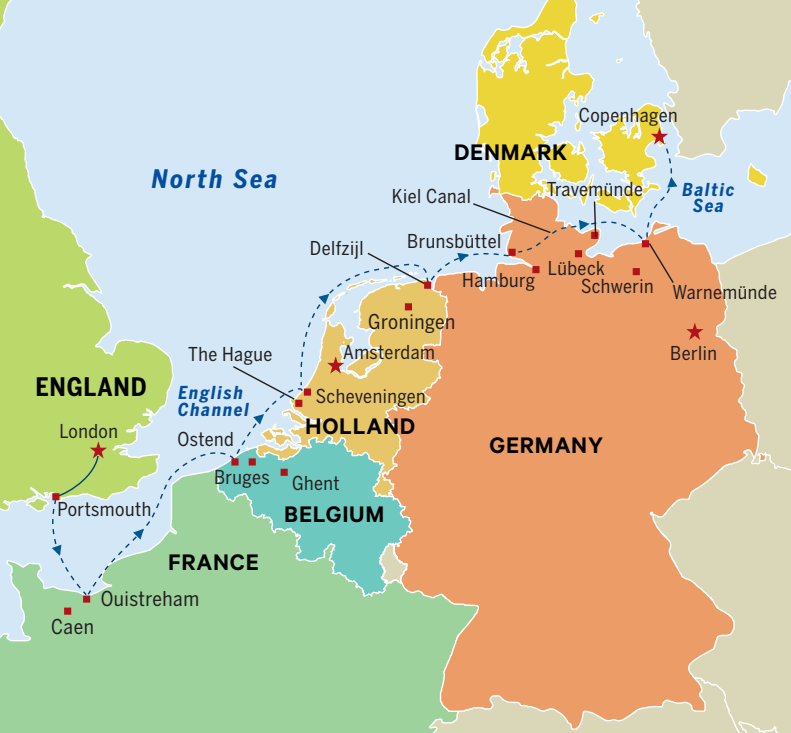 Copenhagen
DENMARK
North Sea
Kiel Canal
Travemünde
Baltic
Sea
Delfzijl
Brunsbüttel
Hamburg
Lübeck
Schwerin
Warnemünde
Groningen
The Hague
Amsterdam
Berlin
ENGLAND
English
Channel
Scheveningen
HOLLAND
London
Ostend
GERMANY
Bruges
Ghent
Portsmouth
BELGIUM
FRANCE
Ouistreham
Caen